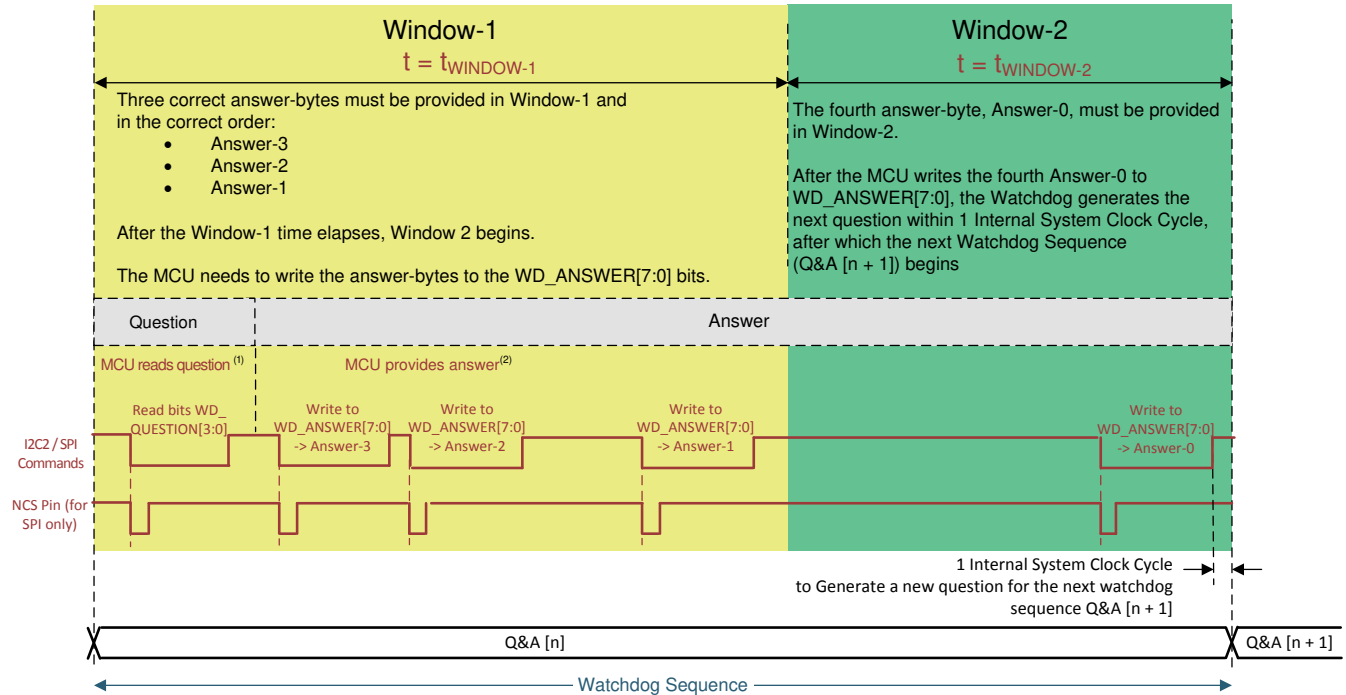 Window-1
t = tWINDOW-1
Three correct answer-bytes must be provided in Window-1 and
in the correct order:
• Answer-3
• Answer-2
• Answer-1
After the Window-1 time elapses, Window 2 begins.
The MCU needs to write the answer-bytes to the WD_ANSWER[7:0] bits.
Window-2
t = tWINDOW-2
The fourth answer-byte, Answer-0, must be provided
in Window-2.
After the MCU writes the fourth Answer-0 to
WD_ANSWER[7:0], the Watchdog generates the
next question within 1 Internal System Clock Cycle,
after which the next Watchdog Sequence
(Q&A [n + 1]) begins
Question
Answer
MCU reads question (1)
MCU provides answer(2)
Read bits WD_
QUESTION[3:0]
Write to
WD_ANSWER[7:0]
-> Answer-3
Write to
WD_ANSWER[7:0]
-> Answer-2
Write to
WD_ANSWER[7:0]
-> Answer-1
Write to
WD_ANSWER[7:0]
-> Answer-0
I2C2 / SPI
Commands
NCS Pin (for
SPI only)
1 Internal System Clock Cycle
to Generate a new question for the next watchdog
sequence Q&A [n + 1]
Q&A [n]
Q&A [n + 1]
Watchdog Sequence